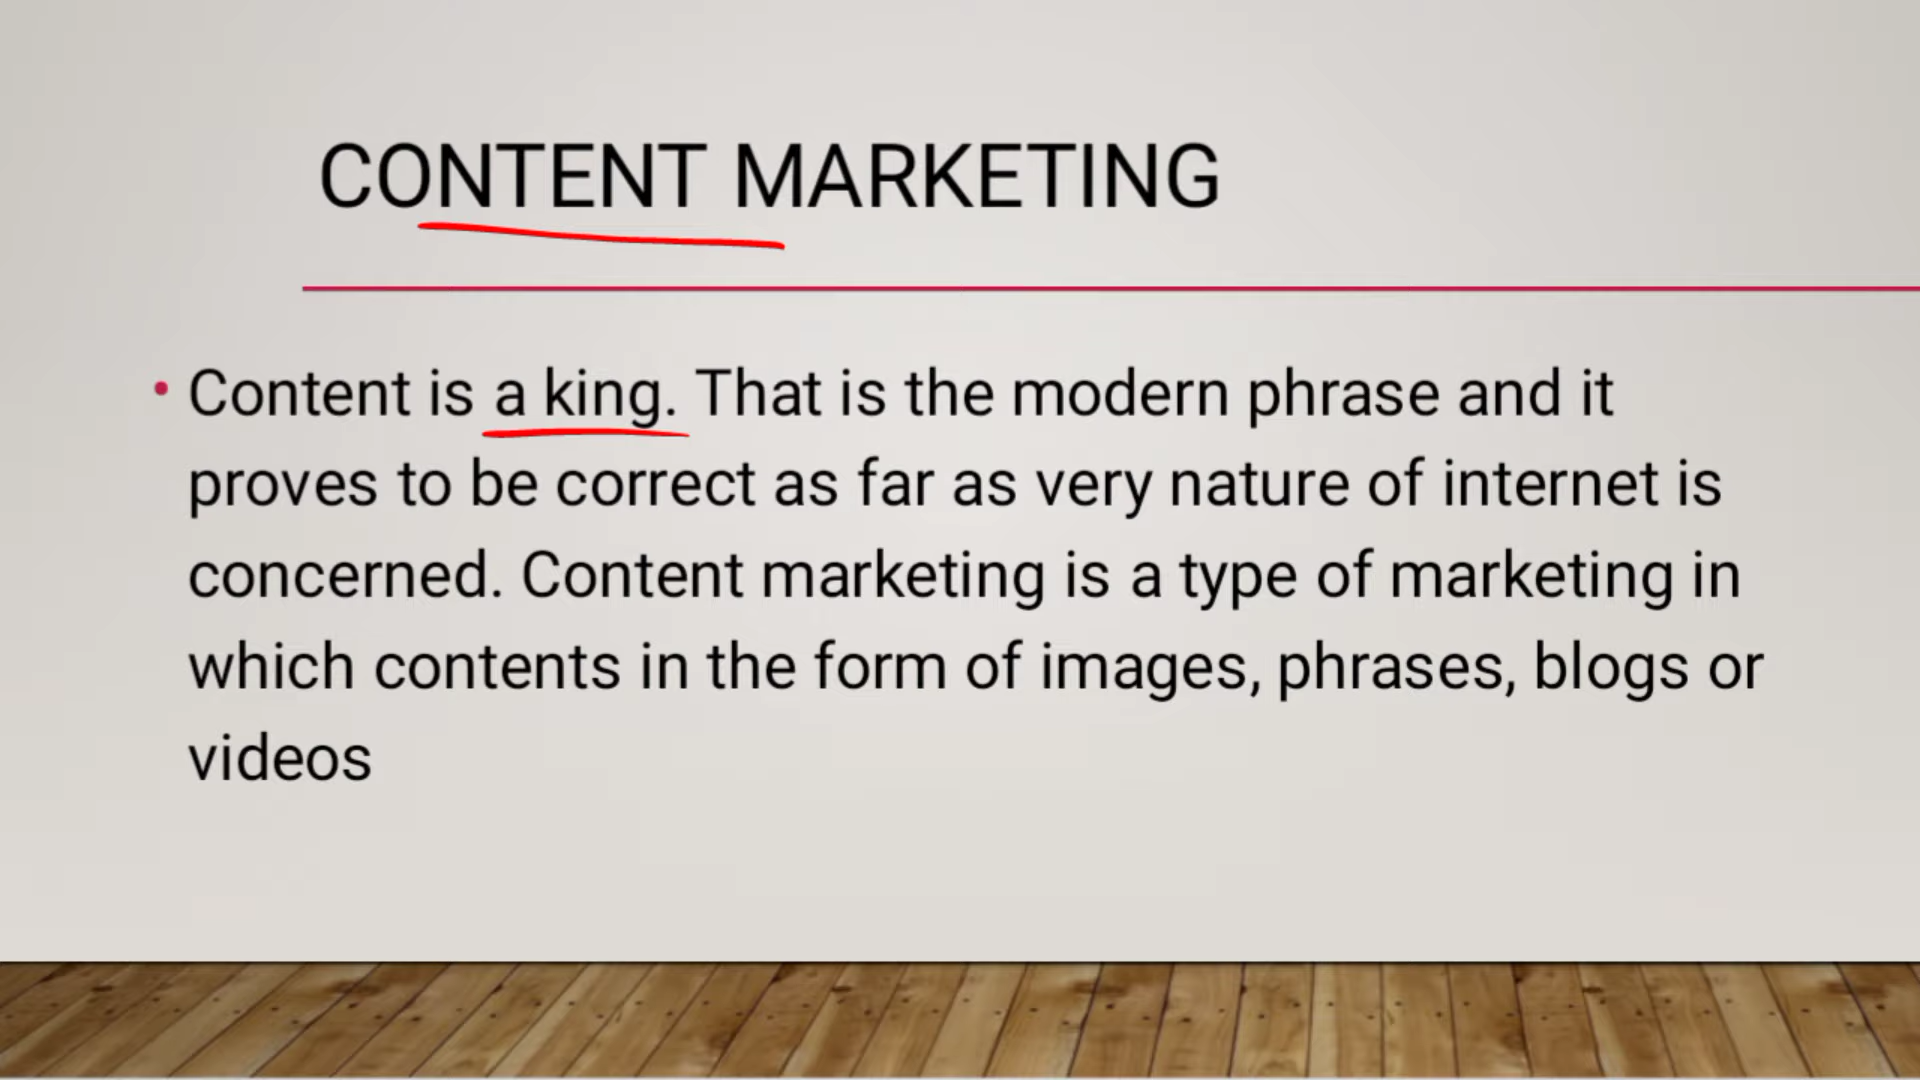 CONTENT MARKETING
• Content is a king. That is the modern phrase and it
proves to be correct as far as very nature of internet is
concerned. Content marketing is a type of marketing in
which contents in the form of images, phrases, blogs or
videos